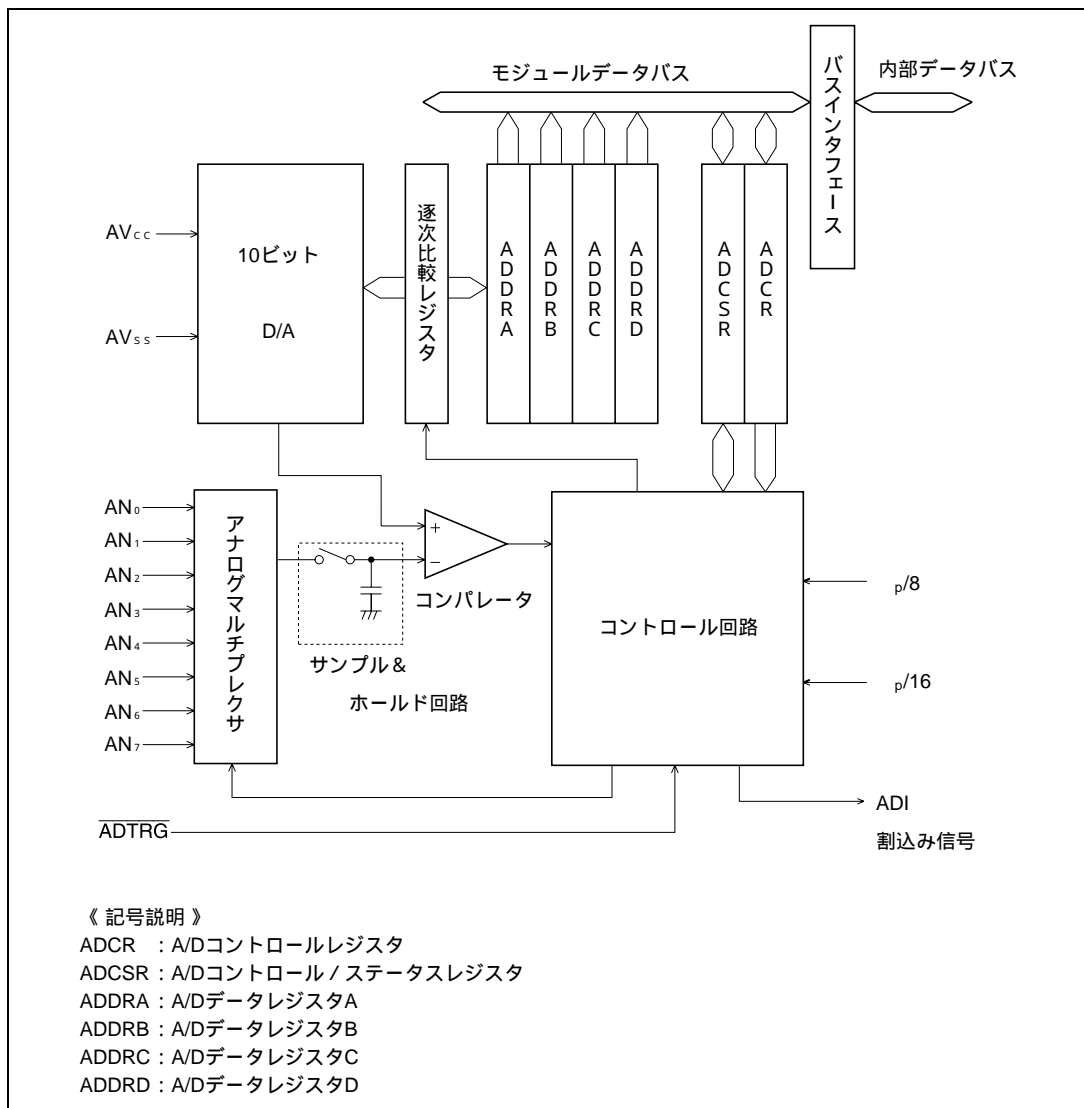 モジュールデータバス
バスインタフェース
内部データバス
AVcc
AVss
10ビット
D/A
逐次比較レジスタ
ADDRA
ADDRB
ADDRC
ADDRD
ADCSR
ADCR
AN0
AN1
AN2
AN3
AN4
AN5
AN6
AN7
アナログマルチプレクサ
+
−
コンパレータ
サンプル&
ホールド回路
コントロール回路
p/8
p/16
ADTRG
ADI
割込み信号
《 記号説明 》
ADCR : A/Dコントロールレジスタ
ADCSR : A/Dコントロール / ステータスレジスタ
ADDRA : A/DデータレジスタA
ADDRB : A/DデータレジスタB
ADDRC : A/DデータレジスタC
ADDRD : A/DデータレジスタD